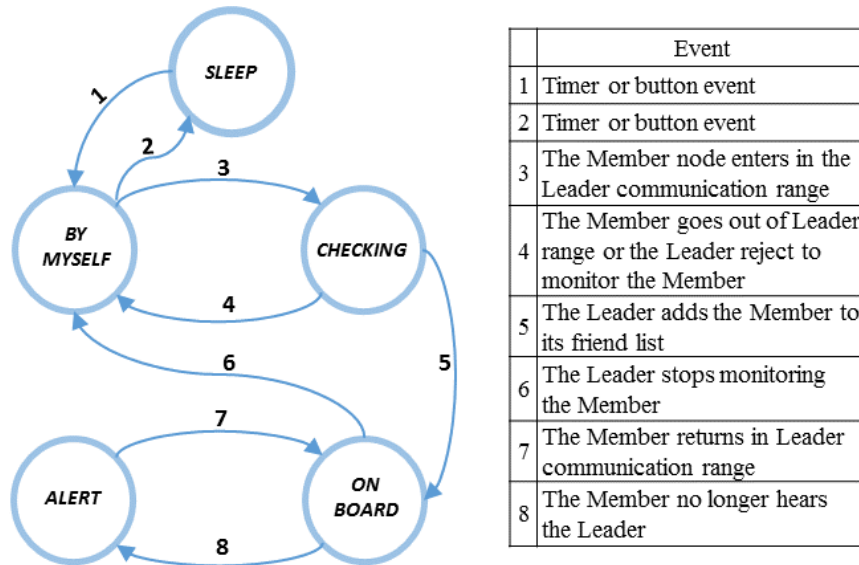 SLEEP
1
2
3
BY
MYSELF
CHECKING
4
6
5
7
ALERT
ON
BOARD
8
Event
1 Timer or button event
2 Timer or button event
3 The Member node enters in the
Leader communication range
4 The Member goes out of Leader
range or the Leader reject to
monitor the Member
5 The Leader adds the Member to
its friend list
6 The Leader stops monitoring
the Member
7 The Member returns in Leader
communication range
8 The Member no longer hears
the Leader